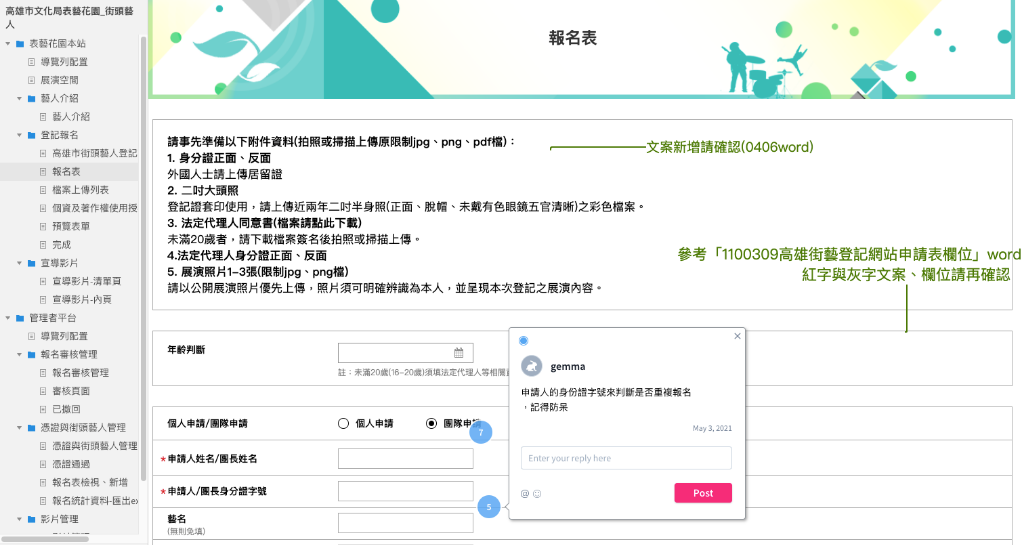 高雄市文化局表藝花園_街頭藝
人
表藝花園本站
導覽列配置
展演空間
藝人介紹
藝人介紹
登記報名
高雄市街頭藝人登記
報名表
檔案上傳列表
個資及著作權使用授
預覽表單
完成
宣導影片
宣導影片-清單頁
宣導影片-內頁
管理者平台
導覽列配置
報名審核管理
報名審核管理
審核頁面
已撤回
憑證與街頭藝人管理
憑證與街頭藝人管理
憑證通過
報名表檢視、新增
報名統計資料-匯出ex
影片管理
報名表
請事先準備以下附件資料(拍照或掃描上傳原限制jpg、png、pdf檔)：
1. 身分證正面、反面
外國人士請上傳居留證
2. 二吋大頭照
登記證套印使用，請上傳近兩年二吋半身照(正面、脫帽、未戴有色眼鏡五官清晰)之彩色檔案。
3. 法定代理人同意書(檔案請點此下載)
未滿20歲者，請下載檔案簽名後拍照或掃描上傳。
4.法定代理人身分證正面、反面
5. 展演照片1–3張(限制jpg、png檔)
請以公開展演照片優先上傳，照片須可明確辨識為本人，並呈現本次登記之展演內容。
文案新增請確認(0406word)
參考「1100309高雄街藝登記網站申請表欄位」word
紅字與灰字文案、欄位請再確認
年齡判斷
註：未滿20歲(16–20歲)須填法定代理人等相關
個人申請/團隊申請
個人申請
團隊申請
7
*申請人姓名/團長姓名
*申請人/團長身分證字號
5
藝名
(無則免填)
gemma
申請人的身份證字號來判斷是否重複報名
，記得防呆
May 3, 2021
Enter your reply here
@
Post